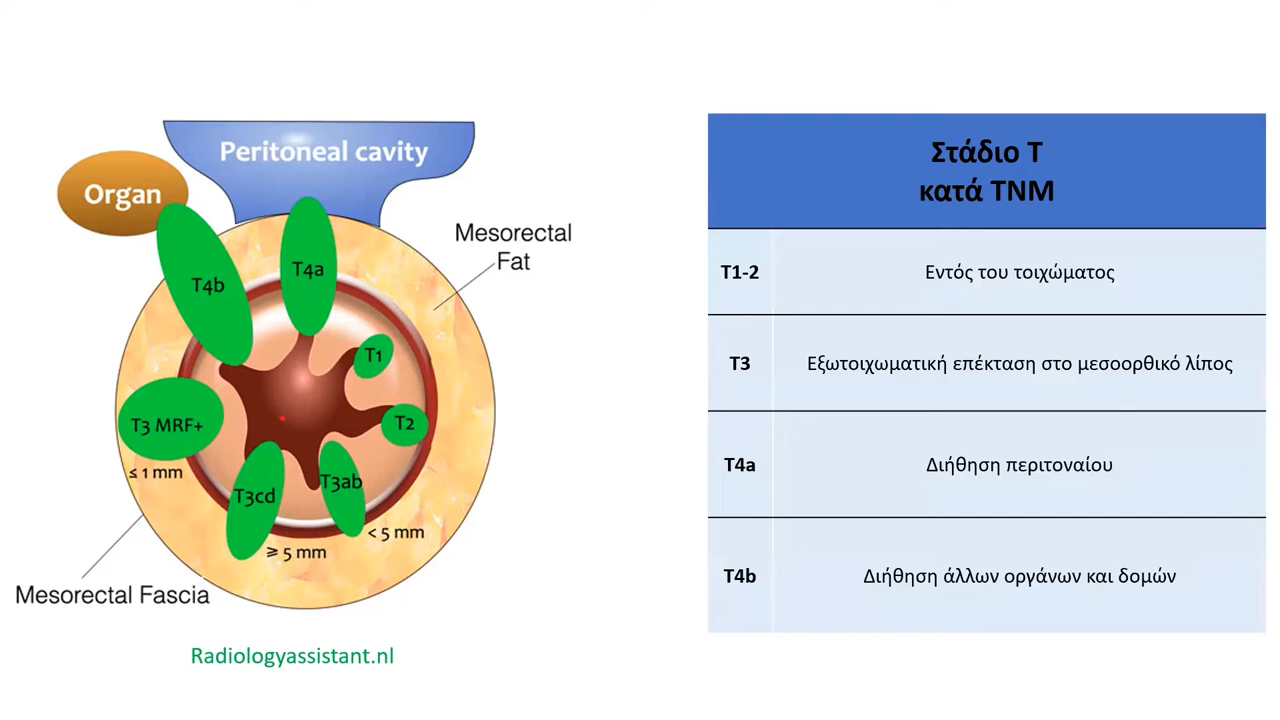 Peritoneal cavity
Organ
Mesorectal
Fat
T4b
T4a
T1
T2
T3 MRF+
≤ 1 mm
T3cd
T3ab
< 5 mm
≥ 5 mm
Mesorectal Fascia
Radiologyassistant.nl
Στάδιο Τ
κατά TNM
T1-2 Εντός του τοιχώματος
T3 Εξωτοιχωματική επέκταση στο μεσοορθικό λίπος
T4a Διήθηση περιτοναίου
T4b Διήθηση άλλων οργάνων και δομών